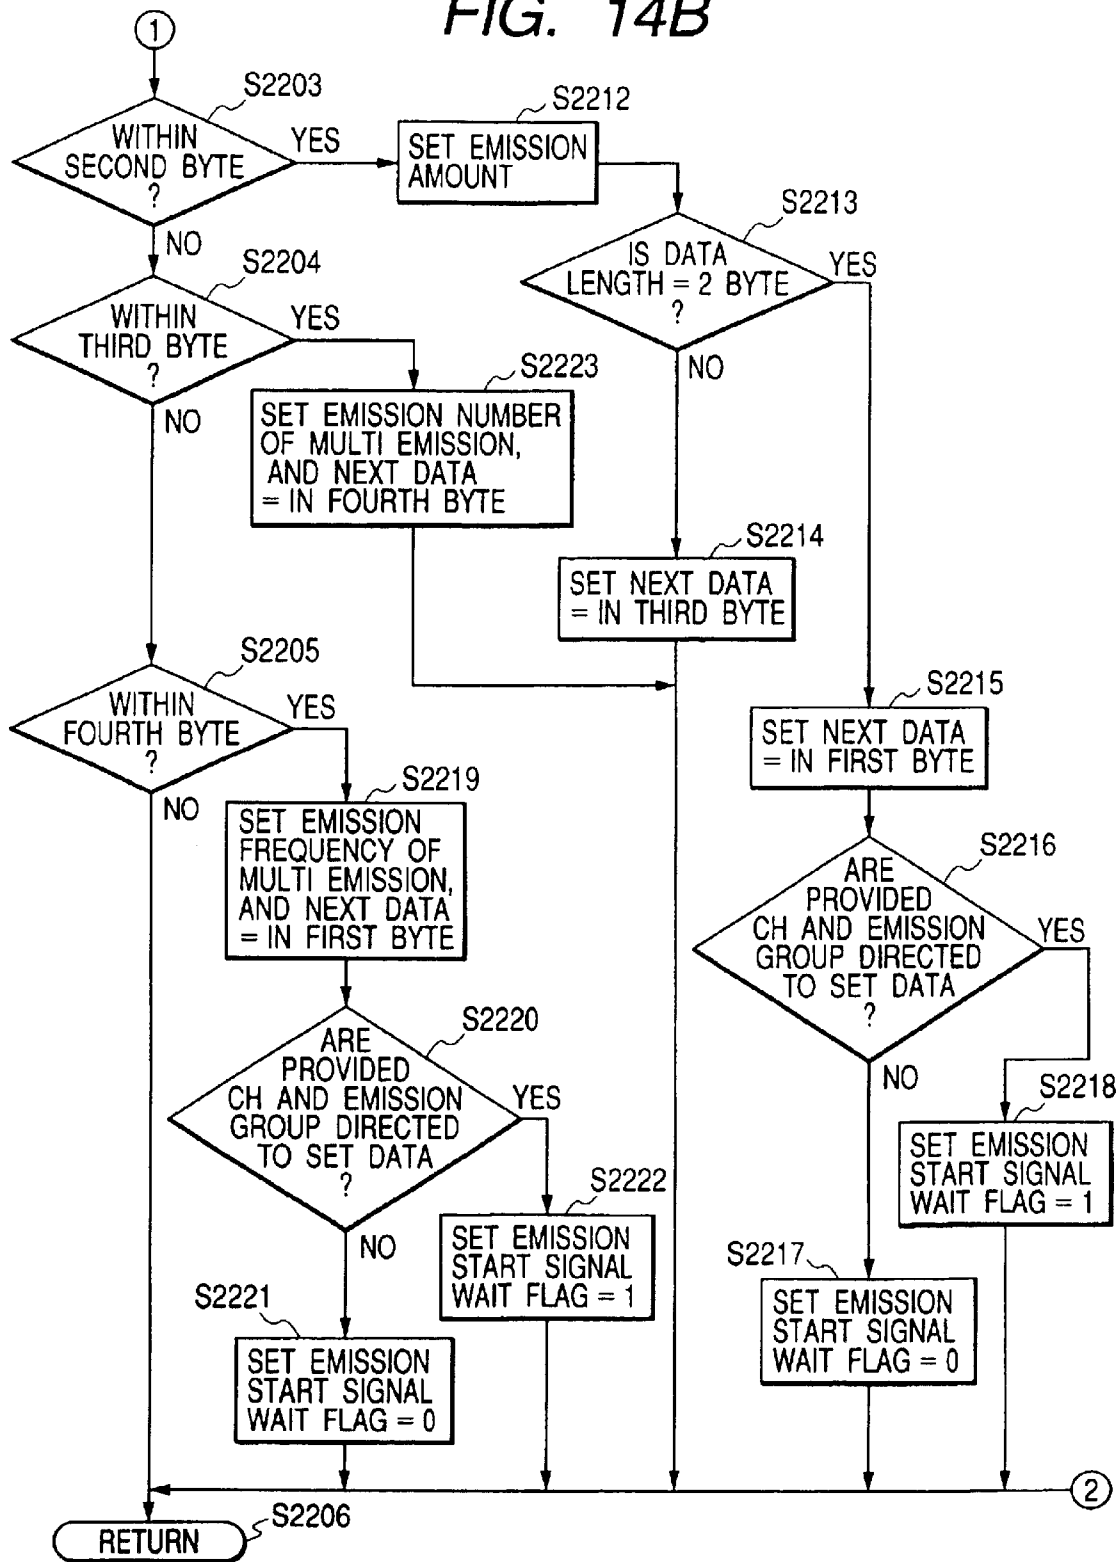 FIG. 14B
1
S2203
WITHIN
SECOND BYTE
?
YES
NO
S2212
SET EMISSION
AMOUNT
S2213
IS DATA
LENGTH = 2 BYTE
?
YES
NO
S2204
WITHIN
THIRD BYTE
?
YES
NO
S2223
SET EMISSION NUMBER
OF MULTI EMISSION,
AND NEXT DATA
= IN FOURTH BYTE
S2214
SET NEXT DATA
= IN THIRD BYTE
S2205
WITHIN
FOURTH BYTE
?
YES
NO
S2215
SET NEXT DATA
= IN FIRST BYTE
S2219
SET EMISSION
FREQUENCY OF
MULTI EMISSION,
AND NEXT DATA
= IN FIRST BYTE
S2216
ARE
PROVIDED
CH AND EMISSION
GROUP DIRECTED
TO SET DATA
?
YES
NO
S2220
ARE
PROVIDED
CH AND EMISSION
GROUP DIRECTED
TO SET DATA
?
YES
NO
S2218
SET EMISSION
START SIGNAL
WAIT FLAG = 1
S2222
SET EMISSION
START SIGNAL
WAIT FLAG = 1
S2217
SET EMISSION
START SIGNAL
WAIT FLAG = 0
S2221
SET EMISSION
START SIGNAL
WAIT FLAG = 0
2
S2206
RETURN